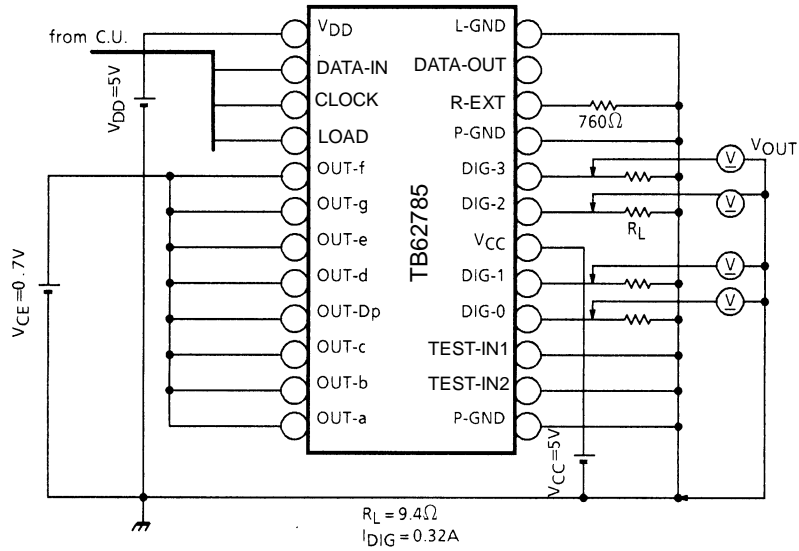 from C.U.
VDD=5V
VCE=0.7V
VDD
DATA-IN
CLOCK
LOAD
OUT-f
OUT-g
OUT-e
OUT-d
OUT-Dp
OUT-c
OUT-b
OUT-a
TB62785
L-GND
DATA-OUT
R-EXT
P-GND
DIG-3
DIG-2
VCC
DIG-1
DIG-0
TEST-IN1
TEST-IN2
P-GND
760Ω
VOUT
V
V
RL
V
V
VCC=5V
RL = 9.4Ω
IDIG = 0.32A